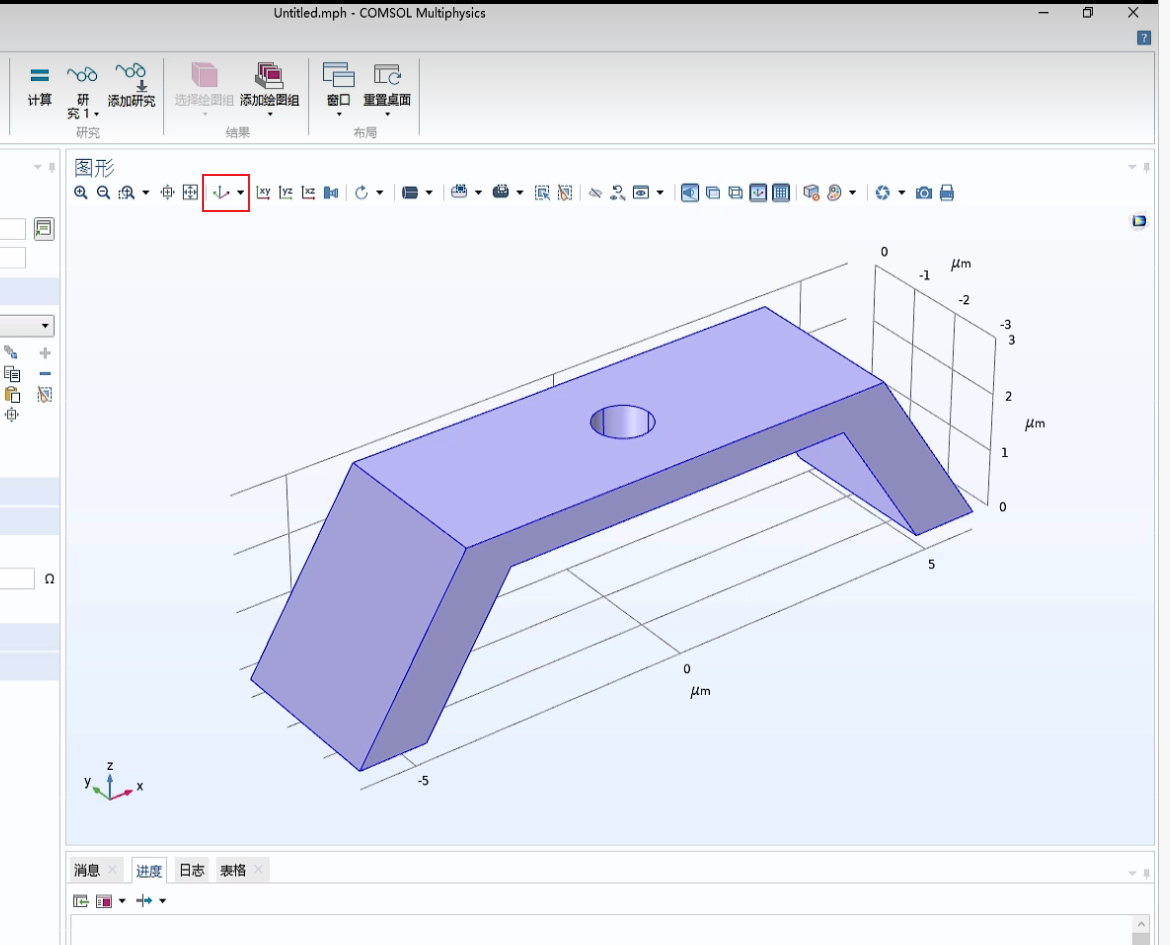 Untitled.mph - COMSOL Multiphysics
?
计算
研
究 1
添加研究
选择绘图组
添加绘图组
窗口
重置桌面
研究
结果
布局
图形
xy
yz
xz
0
-1
µm
-2
-3
3
2
µm
1
0
5
0
µm
-5
Ω
z
y
x
消息
进度
日志
表格